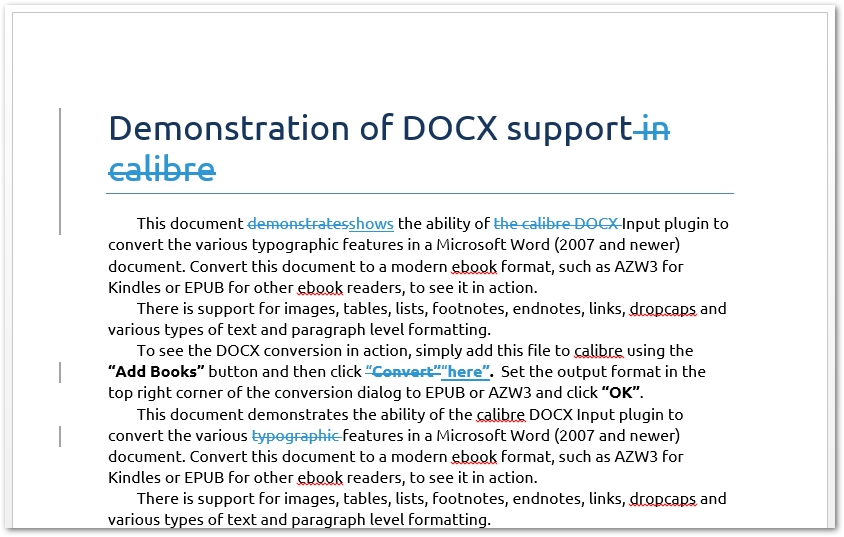 Demonstration of DOCX support in
calibre
This document demonstratesshows the ability of the calibre DOCX Input plugin to
convert the various typographic features in a Microsoft Word (2007 and newer)
document. Convert this document to a modern ebook format, such as AZW3 for
Kindles or EPUB for other ebook readers, to see it in action.
There is support for images, tables, lists, footnotes, endnotes, links, dropcaps and
various types of text and paragraph level formatting.
To see the DOCX conversion in action, simply add this file to calibre using the
“Add Books” button and then click “Convert”“here”. Set the output format in the
top right corner of the conversion dialog to EPUB or AZW3 and click “OK”.
This document demonstrates the ability of the calibre DOCX Input plugin to
convert the various typographic features in a Microsoft Word (2007 and newer)
document. Convert this document to a modern ebook format, such as AZW3 for
Kindles or EPUB for other ebook readers, to see it in action.
There is support for images, tables, lists, footnotes, endnotes, links, dropcaps and
various types of text and paragraph level formatting.